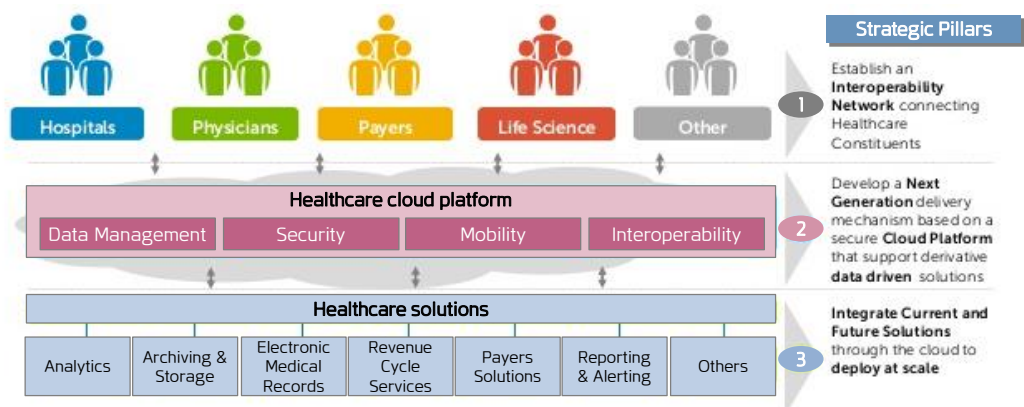 Strategic Pillars
Hospitals
Physicians
Payers
Life Science
Other
1
Establish an
Interoperability
Network connecting
Healthcare
Constituents
Healthcare cloud platform
Data Management
Security
Mobility
Interoperability
2
Develop a Next
Generation delivery
mechanism based on a
secure Cloud Platform
that support derivative
data driven solutions
Healthcare solutions
Analytics
Archiving &
Storage
Electronic
Medical
Records
Revenue
Cycle
Services
Payers
Solutions
Reporting
& Alerting
Others
3
Integrate Current and
Future Solutions
through the cloud to
deploy at scale